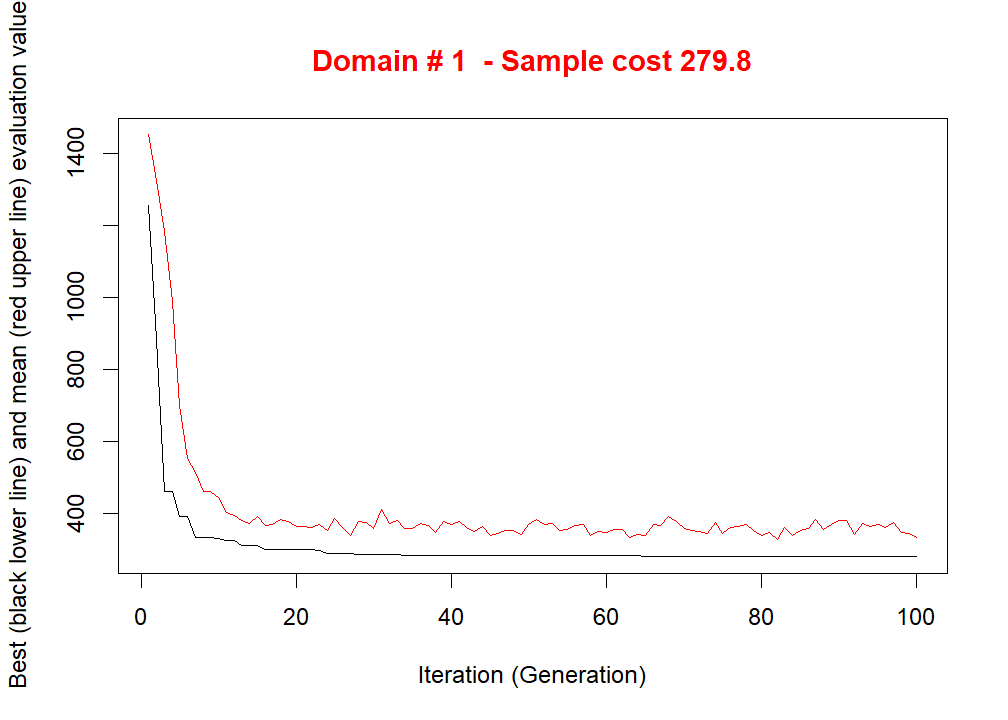 Domain # 1  - Sample cost 279.8
Best (black lower line) and mean (red upper line) evaluation value
1400
1000
800
600
400
0 20 40 60 80 100
Iteration (Generation)